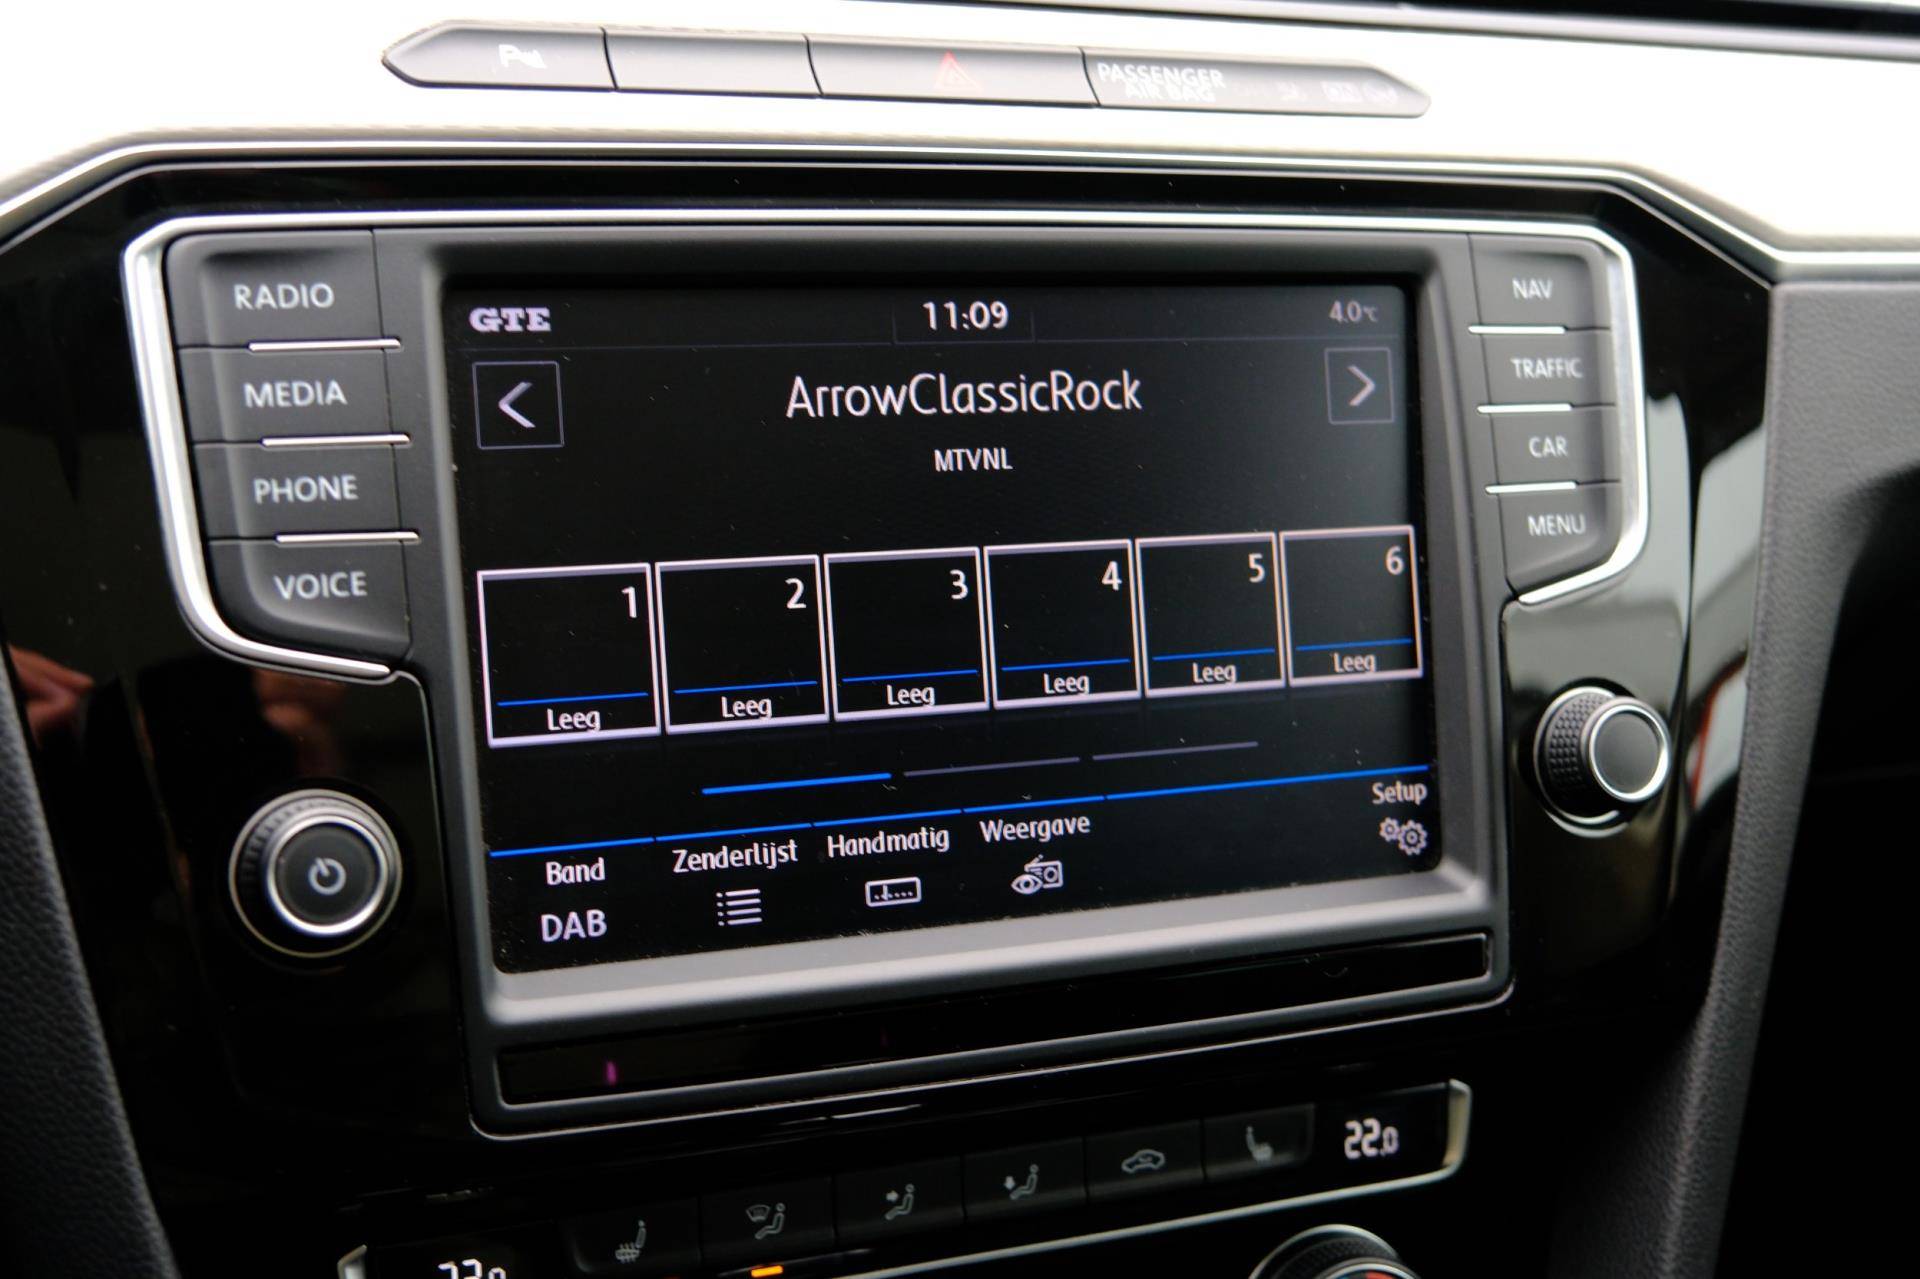 PASSENGER
AIR BAG
RADIO
MEDIA
PHONE
VOICE
NAV
TRAFFIC
CAR
MENU
GTE 11:09 4.0°C
ArrowClassicRock
MTVNL
1 2 3 4 5 6
Leeg Leeg Leeg Leeg Leeg Leeg
Band Zenderlijst Handmatig Weergave Setup
DAB
22.0
22.0